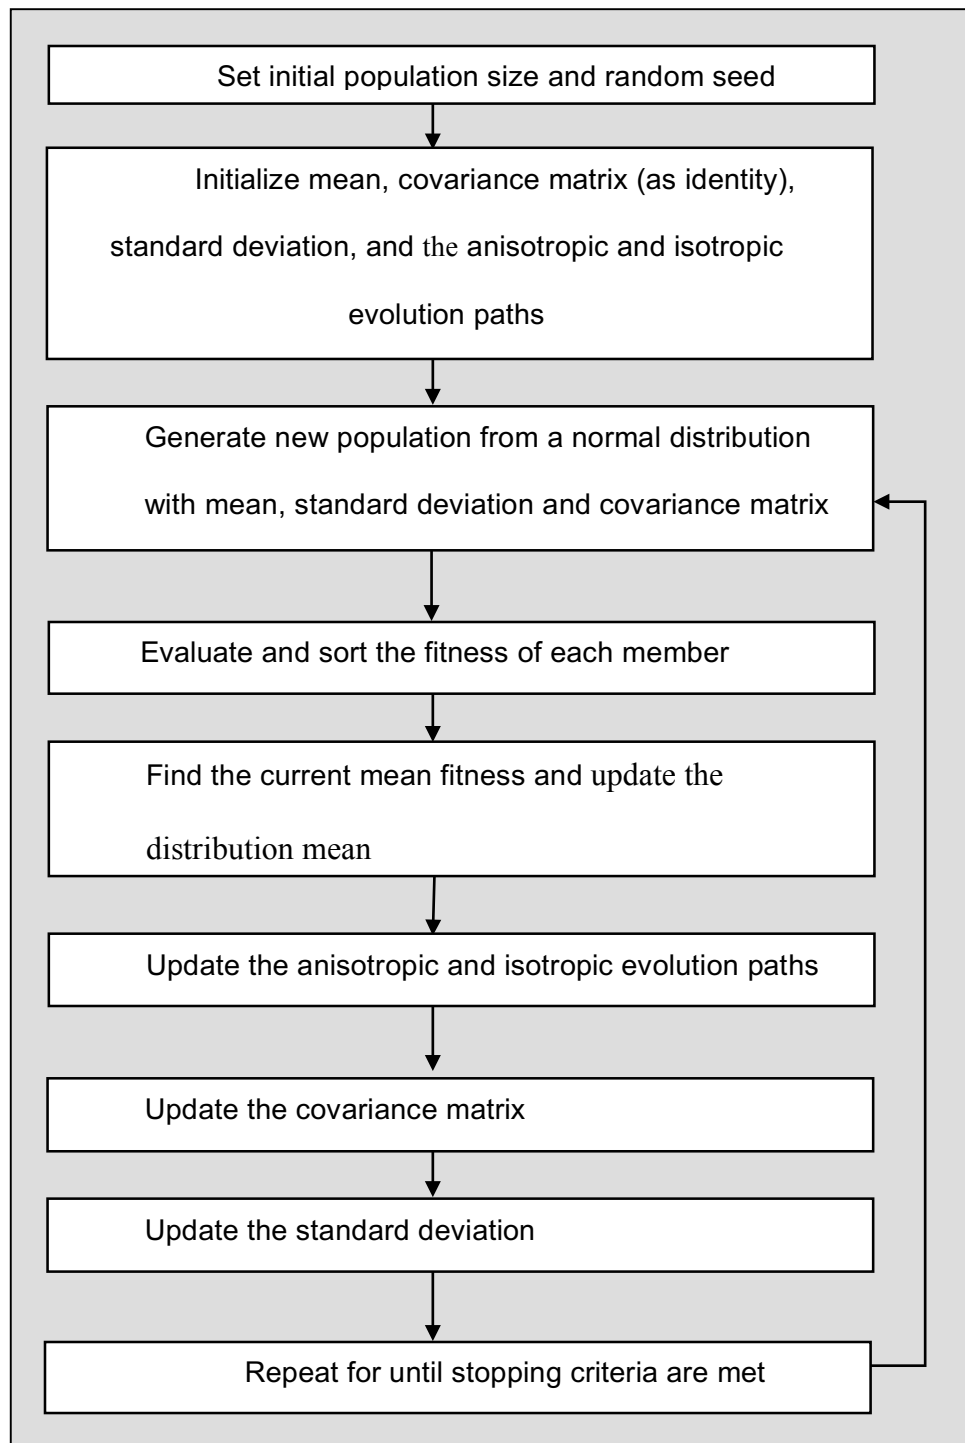 Set initial population size and random seed
Initialize mean, covariance matrix (as identity),
standard deviation, and the anisotropic and isotropic
evolution paths
Generate new population from a normal distribution
with mean, standard deviation and covariance matrix
Evaluate and sort the fitness of each member
Find the current mean fitness and update the
distribution mean
Update the anisotropic and isotropic evolution paths
Update the covariance matrix
Update the standard deviation
Repeat for until stopping criteria are met